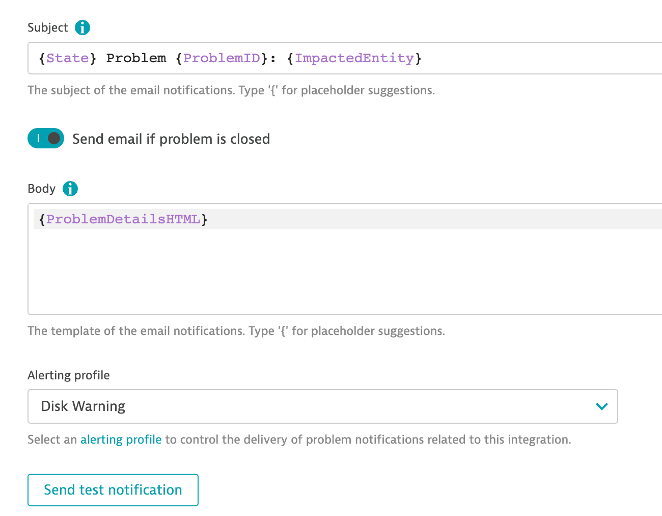 Subject
{State} Problem {ProblemID}: {ImpactedEntity}
The subject of the email notifications. Type '{' for placeholder suggestions.
Send email if problem is closed
Body
{ProblemDetailsHTML}
The template of the email notifications. Type '{' for placeholder suggestions.
Alerting profile
Disk Warning
Select an alerting profile to control the delivery of problem notifications related to this integration.
Send test notification